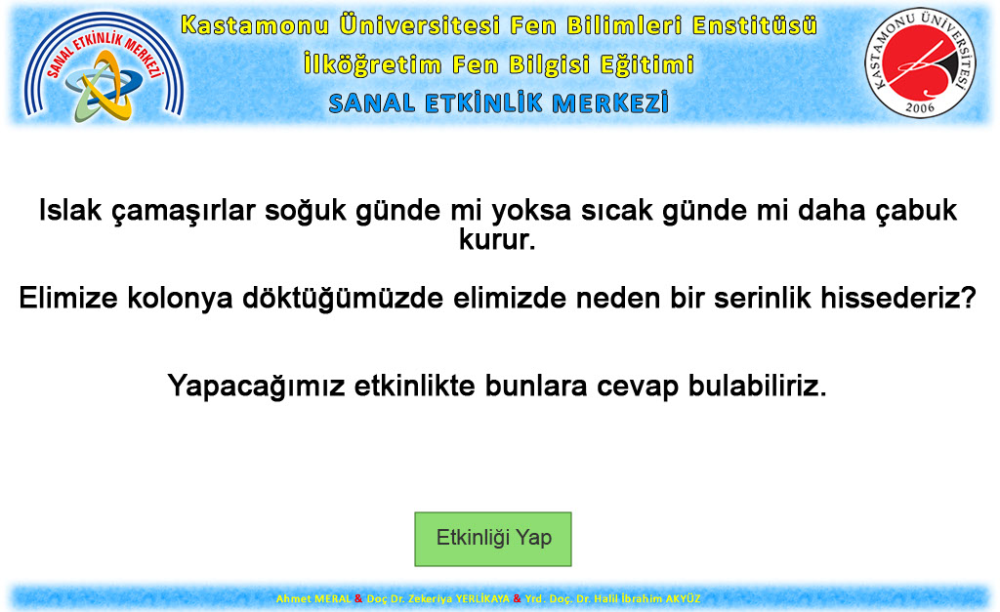 Kastamonu Üniversitesi Fen Bilimleri Enstitüsü
İlköğretim Fen Bilgisi Eğitimi
SANAL ETKİNLİK MERKEZİ
SANAL ETKİNLİK MERKEZİ
KASTAMONU ÜNİVERSİTESİ
2006
Islak çamaşırlar soğuk günde mi yoksa sıcak günde mi daha çabuk
kurur.
Elimize kolonya döktüğümüzde elimizde neden bir serinlik hissederiz?
Yapacağımız etkinlikte bunlara cevap bulabiliriz.
Etkinliği Yap
Ahmet MERAL & Doç Dr. Zekeriya YERLİKAYA & Yrd. Doç. Dr. Halil İbrahim AKYÜZ